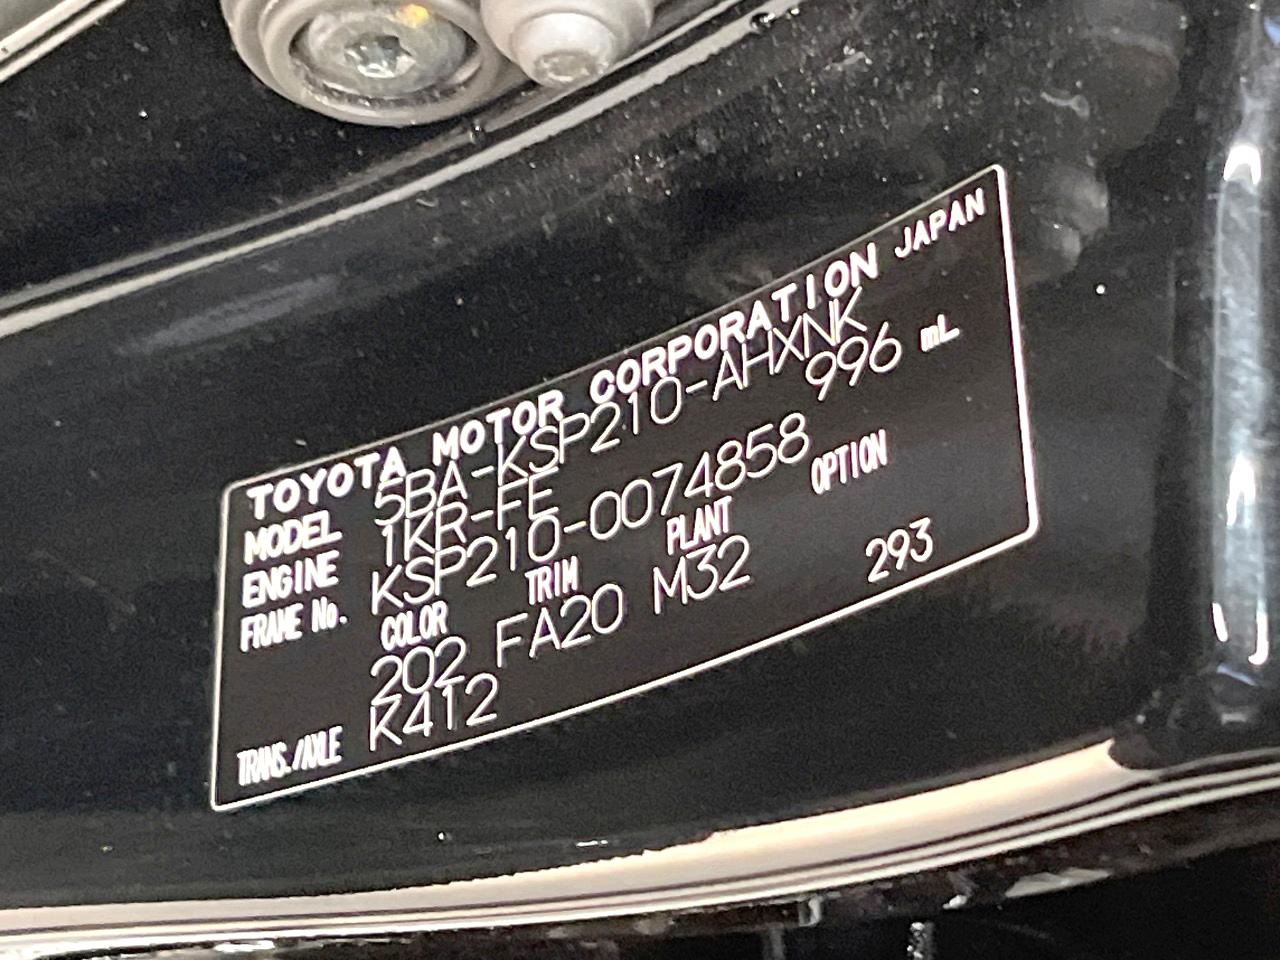 TOYOTA MOTOR CORPORATION JAPAN
MODEL 5BA-KSP210-AHXNK
ENGINE 1KR-FE 996 mL
FRAME No. KSP210-0074858
COLOR TRIM PLANT OPTION
202 FA20 M32 293
TRANS./AXLE K412